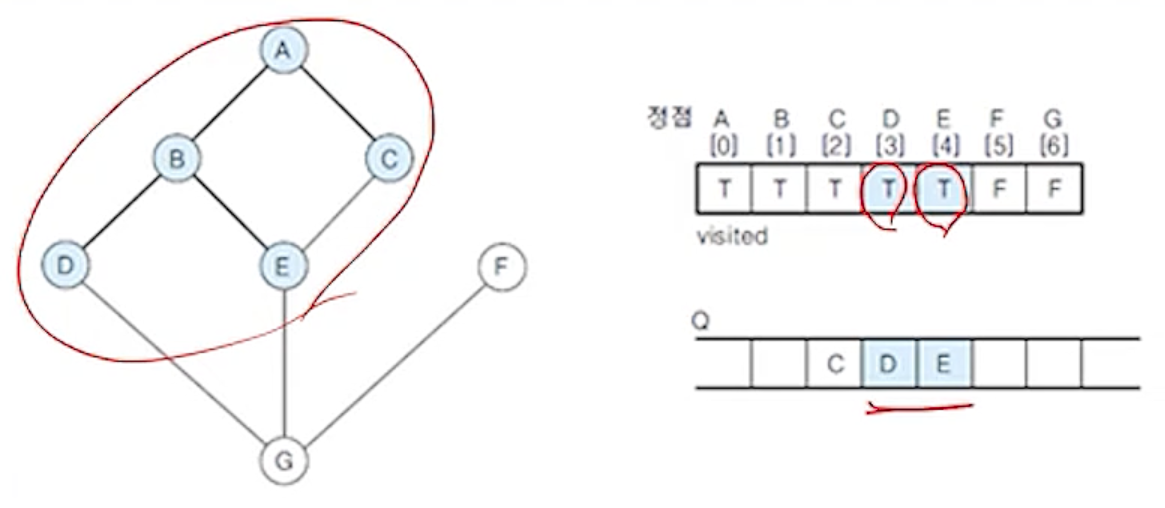 A
B
C
D
E
F
G
정점 A B C D E F G
[0] [1] [2] [3] [4] [5] [6]
T T T T T F F
visited
Q
C D E